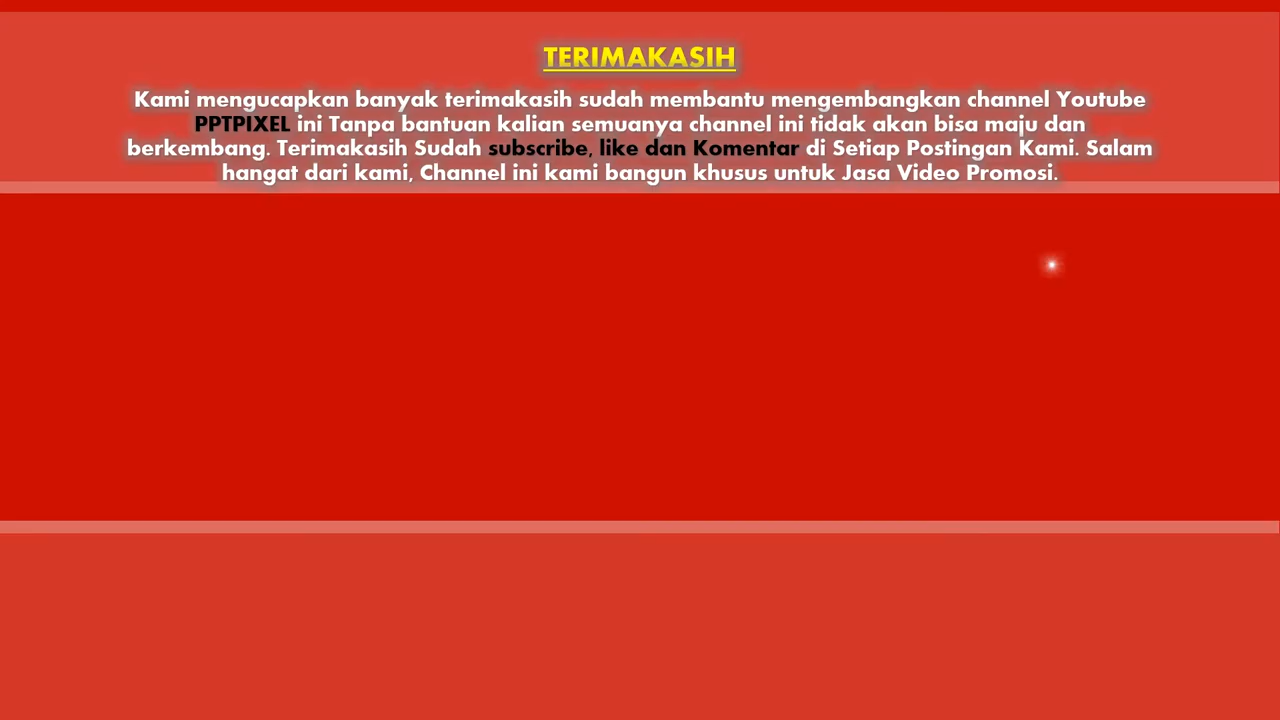 TERIMAKASIH
Kami mengucapkan banyak terimakasih sudah membantu mengembangkan channel Youtube
PPTPIXEL ini Tanpa bantuan kalian semuanya channel ini tidak akan bisa maju dan
berkembang. Terimakasih Sudah subscribe, like dan Komentar di Setiap Postingan Kami. Salam
hangat dari kami, Channel ini kami bangun khusus untuk Jasa Video Promosi.